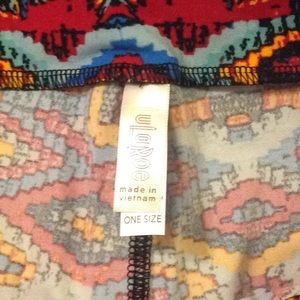 LuLaRoe
made in
vietnam
ONE SIZE